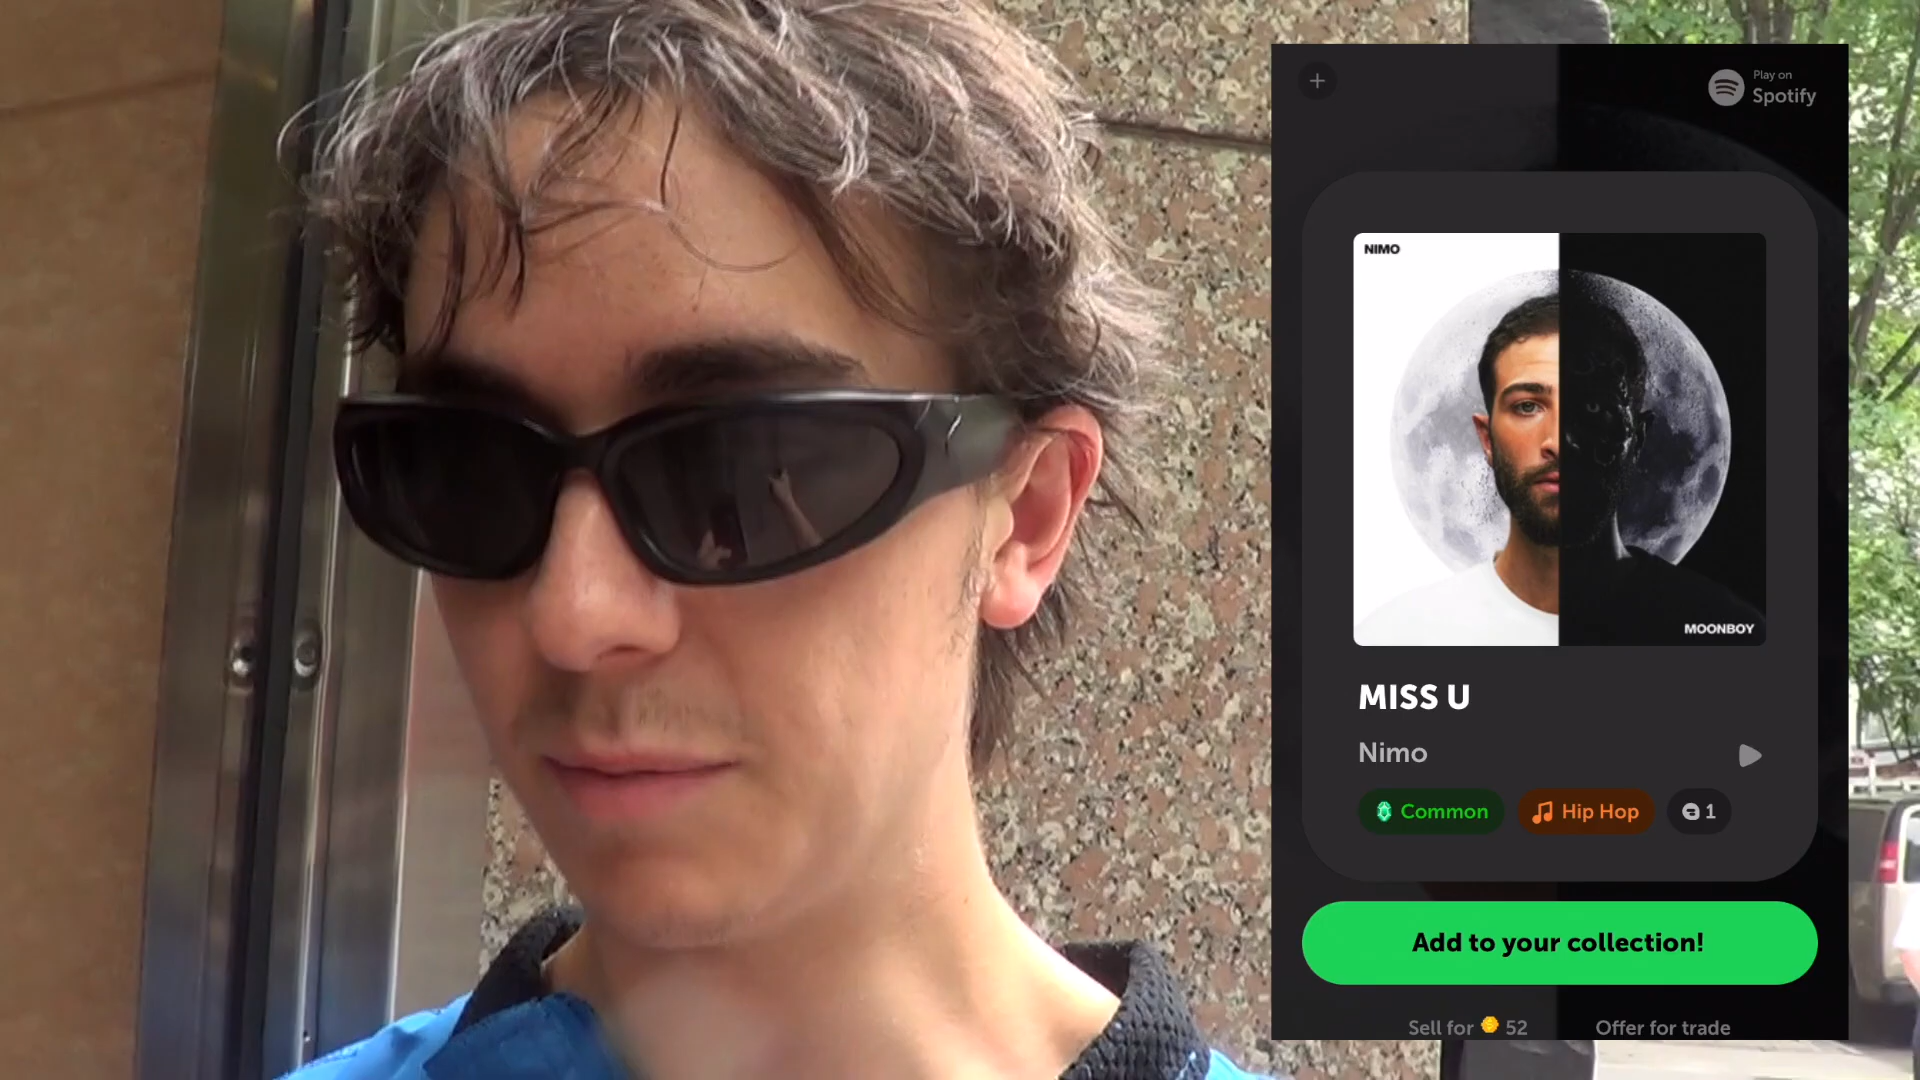 Play on
Spotify
NIMO
MOONBOY
MISS U
Nimo
Common
Hip Hop
1
Add to your collection!
Sell for 52
Offer for trade